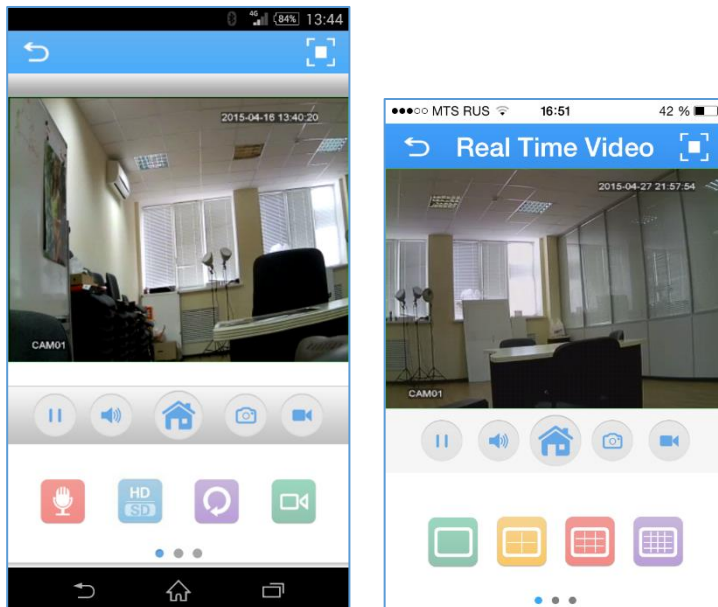 4G 84% 13:44
2015-04-16 13:40:20
CAM01
HD
SD
MTS RUS 16:51 42 %
Real Time Video
2015-04-27 21:57:54
CAM01